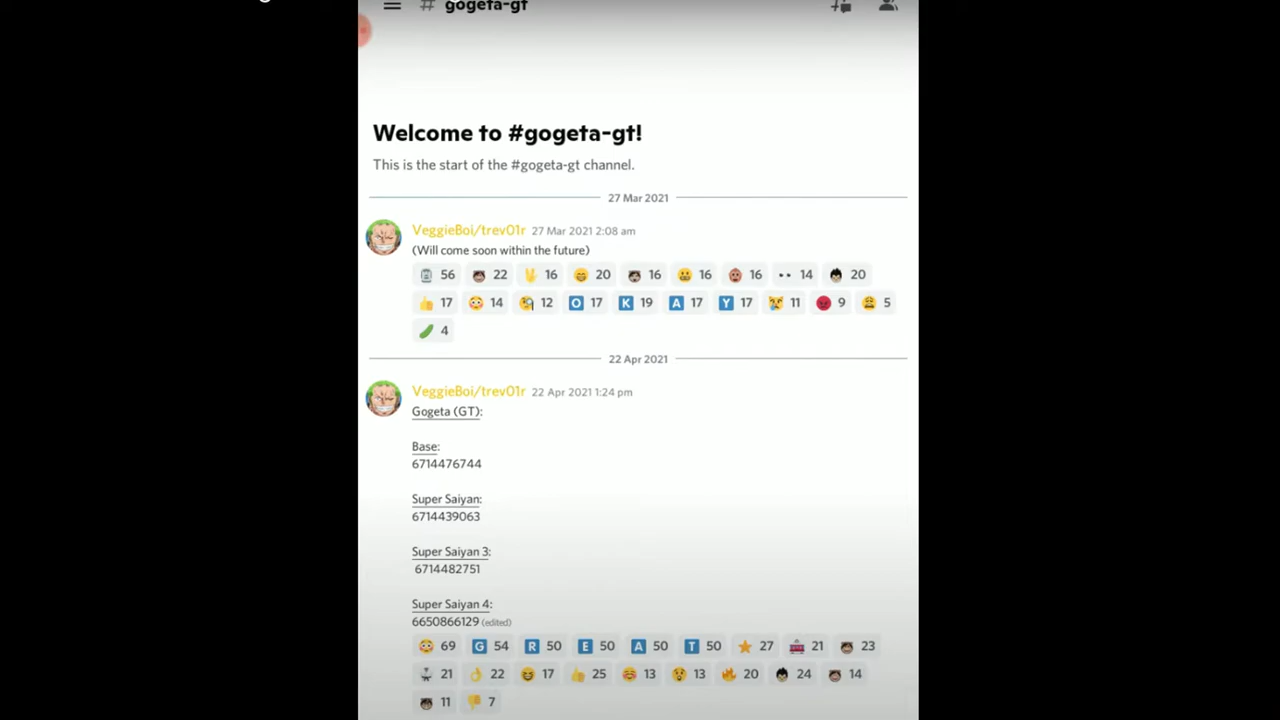 # gogeta-gt
Welcome to #gogeta-gt!
This is the start of the #gogeta-gt channel.
27 Mar 2021
VeggieBoi/trev01r 27 Mar 2021 2:08 am
(Will come soon within the future)
56 22 16 20 16 16 16 14 20
17 14 12 O 17 K 19 A 17 Y 17 11 9 5
4
22 Apr 2021
VeggieBoi/trev01r 22 Apr 2021 1:24 pm
Gogeta (GT):
Base:
6714476744
Super Saiyan:
6714439063
Super Saiyan 3:
6714482751
Super Saiyan 4:
6650866129 (edited)
69 G 54 R 50 E 50 A 50 T 50 27 21 23
21 22 17 25 13 13 20 24 14
11 7